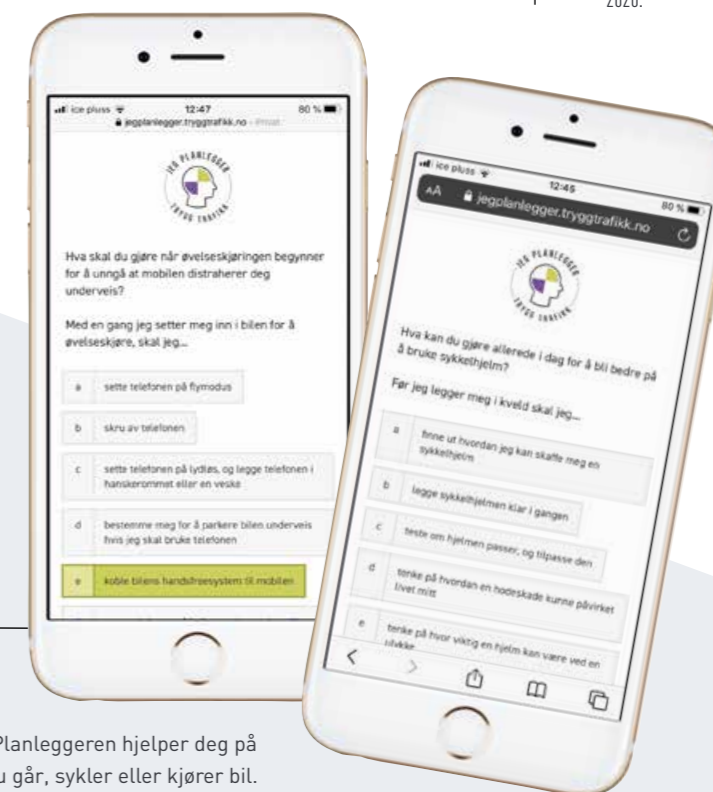 2020.
ice pluss 12:47 80 %
jegplanlegger.tryggtrafikk.no - Privat
JEG PLANLEGGER
TRYGG TRAFIKK
Hva skal du gjøre når øvelseskjøringen begynner
for å unngå at mobilen distraherer deg
underveis?
Med en gang jeg setter meg inn i bilen for å
øvelseskjøre, skal jeg...
a sette telefonen på flymodus
b skru av telefonen
c sette telefonen på lydløs, og legge telefonen i
hanskerommet eller en veske
d bestemme meg for å parkere bilen underveis
hvis jeg skal bruke telefonen
e koble bilens handsfreesystem til mobilen
ice pluss 12:45 80 %
AA jegplanlegger.tryggtrafikk.no
JEG PLANLEGGER
TRYGG TRAFIKK
Hva kan du gjøre allerede i dag for å bli bedre på
å bruke sykkelhjelm?
Før jeg legger meg i kveld skal jeg...
a finne ut hvordan jeg kan skaffe meg en
sykkelhjelm
b legge sykkelhjelmen klar i gangen
c teste om hjelmen passer, og tilpasse den
d tenke på hvordan en hodeskade kunne påvirket
livet mitt
e tenke på hvor viktig en hjelm kan være ved en
ulykke
Planleggeren hjelper deg på
u går, sykler eller kjører bil.